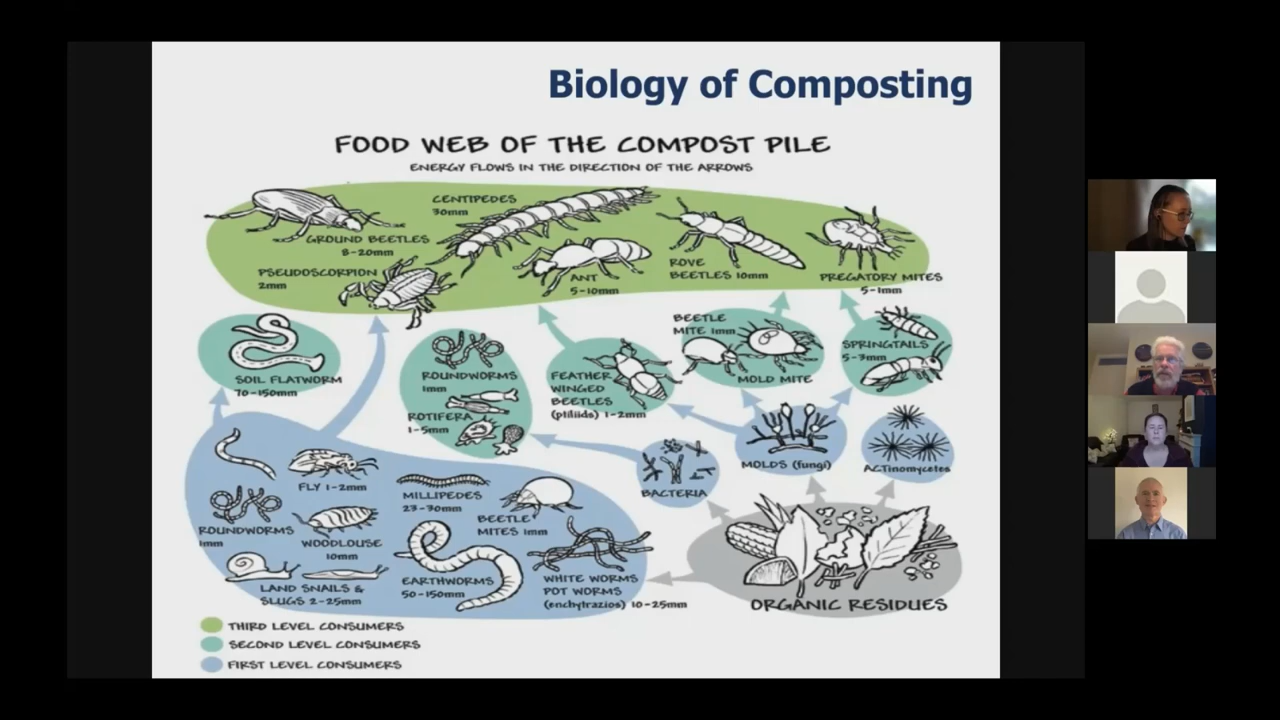 Biology of Composting
FOOD WEB OF THE COMPOST PILE
ENERGY FLOWS IN THE DIRECTION OF THE ARROWS
CENTIPEDES
30mm
GROUND BEETLES
8-20mm
PSEUDOSCORPION
2mm
ANT
5-10mm
ROVE
BEETLES 10mm
PREGATORY MITES
5-1mm
SOIL FLATWORM
70-150mm
ROUNDWORMS
1mm
ROTIFERA
1-5mm
FEATHER
WINGED
BEETLES
(ptiliids) 1-2mm
BEETLE
MITE 1mm
MOLD MITE
SPRINGTAILS
5-3mm
FLY 1-2mm
ROUNDWORMS
1mm
WOODLOUSE
10mm
LAND SNAILS &
SLUGS 2-25mm
MILLIPEDES
23-30mm
BEETLE
MITES 1mm
EARTHWORMS
50-150mm
WHITE WORMS
POT WORMS
(enchytrazios) 10-25mm
BACTERIA
MOLDS (fungi)
ACTinomycetes
ORGANIC RESIDUES
THIRD LEVEL CONSUMERS
SECOND LEVEL CONSUMERS
FIRST LEVEL CONSUMERS